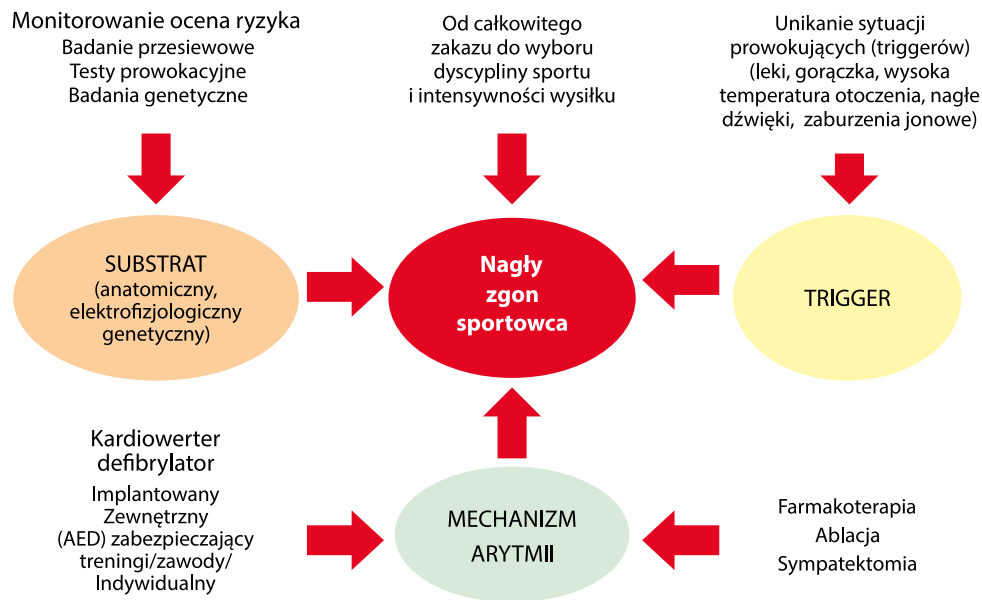 Monitorowanie ocena ryzyka
Badanie przesiewowe
Testy prowokacyjne
Badania genetyczne
Od całkowitego
zakazu do wyboru
dyscypliny sportu
i intensywności wysiłku
Unikanie sytuacji
prowokujących (triggerów)
(leki, gorączka, wysoka
temperatura otoczenia, nagłe
dźwięki, zaburzenia jonowe)
SUBSTRAT
(anatomiczny,
elektrofizjologiczny
genetyczny)
Nagły
zgon
sportowca
TRIGGER
Kardiowerter
defibrylator
Implantowany
Zewnętrzny
(AED) zabezpieczający
treningi/zawody/
Indywidualny
MECHANIZM
ARYTMII
Farmakoterapia
Ablacja
Sympatektomia